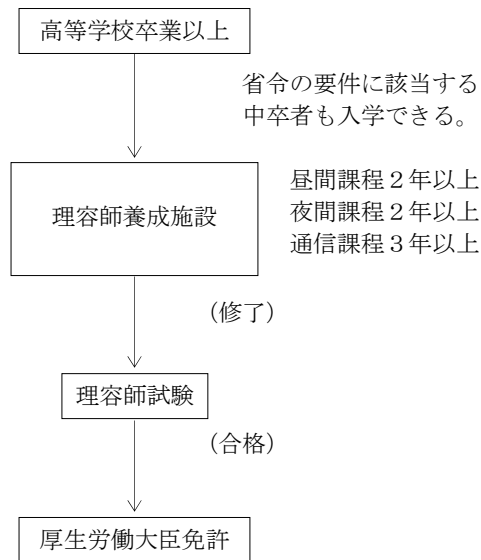 高等学校卒業以上
省令の要件に該当する
中卒者も入学できる。
理容師養成施設
昼間課程２年以上
夜間課程２年以上
通信課程３年以上
（修了）
理容師試験
（合格）
厚生労働大臣免許